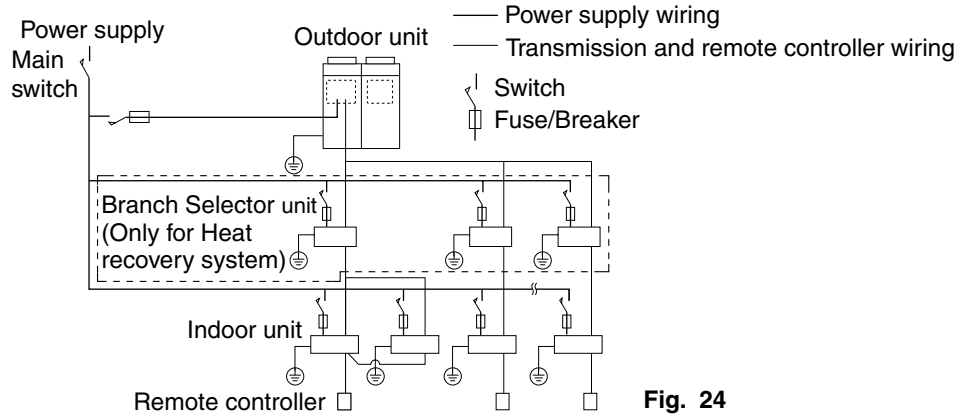 Power supply
Main
switch
Outdoor unit
Power supply wiring
Transmission and remote controller wiring
Switch
Fuse/Breaker
Branch Selector unit
(Only for Heat
recovery system)
Indoor unit
Remote controller
Fig. 24